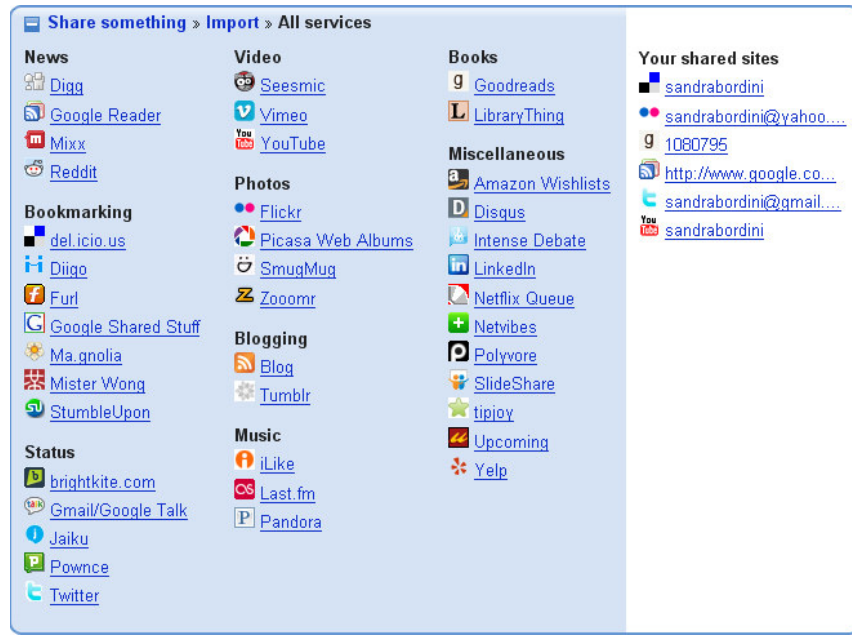 Share something » Import » All services
News
Digg
Google Reader
Mixx
Reddit
Bookmarking
del.icio.us
Diigo
Furl
Google Shared Stuff
Ma.gnolia
Mister Wong
StumbleUpon
Status
brightkite.com
Gmail/Google Talk
Jaiku
Pownce
Twitter
Video
Seesmic
Vimeo
YouTube
Photos
Flickr
Picasa Web Albums
SmugMug
Zooomr
Blogging
Blog
Tumblr
Music
iLike
Last.fm
Pandora
Books
Goodreads
LibraryThing
Miscellaneous
Amazon Wishlists
Disqus
Intense Debate
LinkedIn
Netflix Queue
Netvibes
Polyvore
SlideShare
tipjoy
Upcoming
Yelp
Your shared sites
sandrabordini
sandrabordini@yahoo....
1080795
http://www.google.co...
sandrabordini@gmail....
sandrabordini